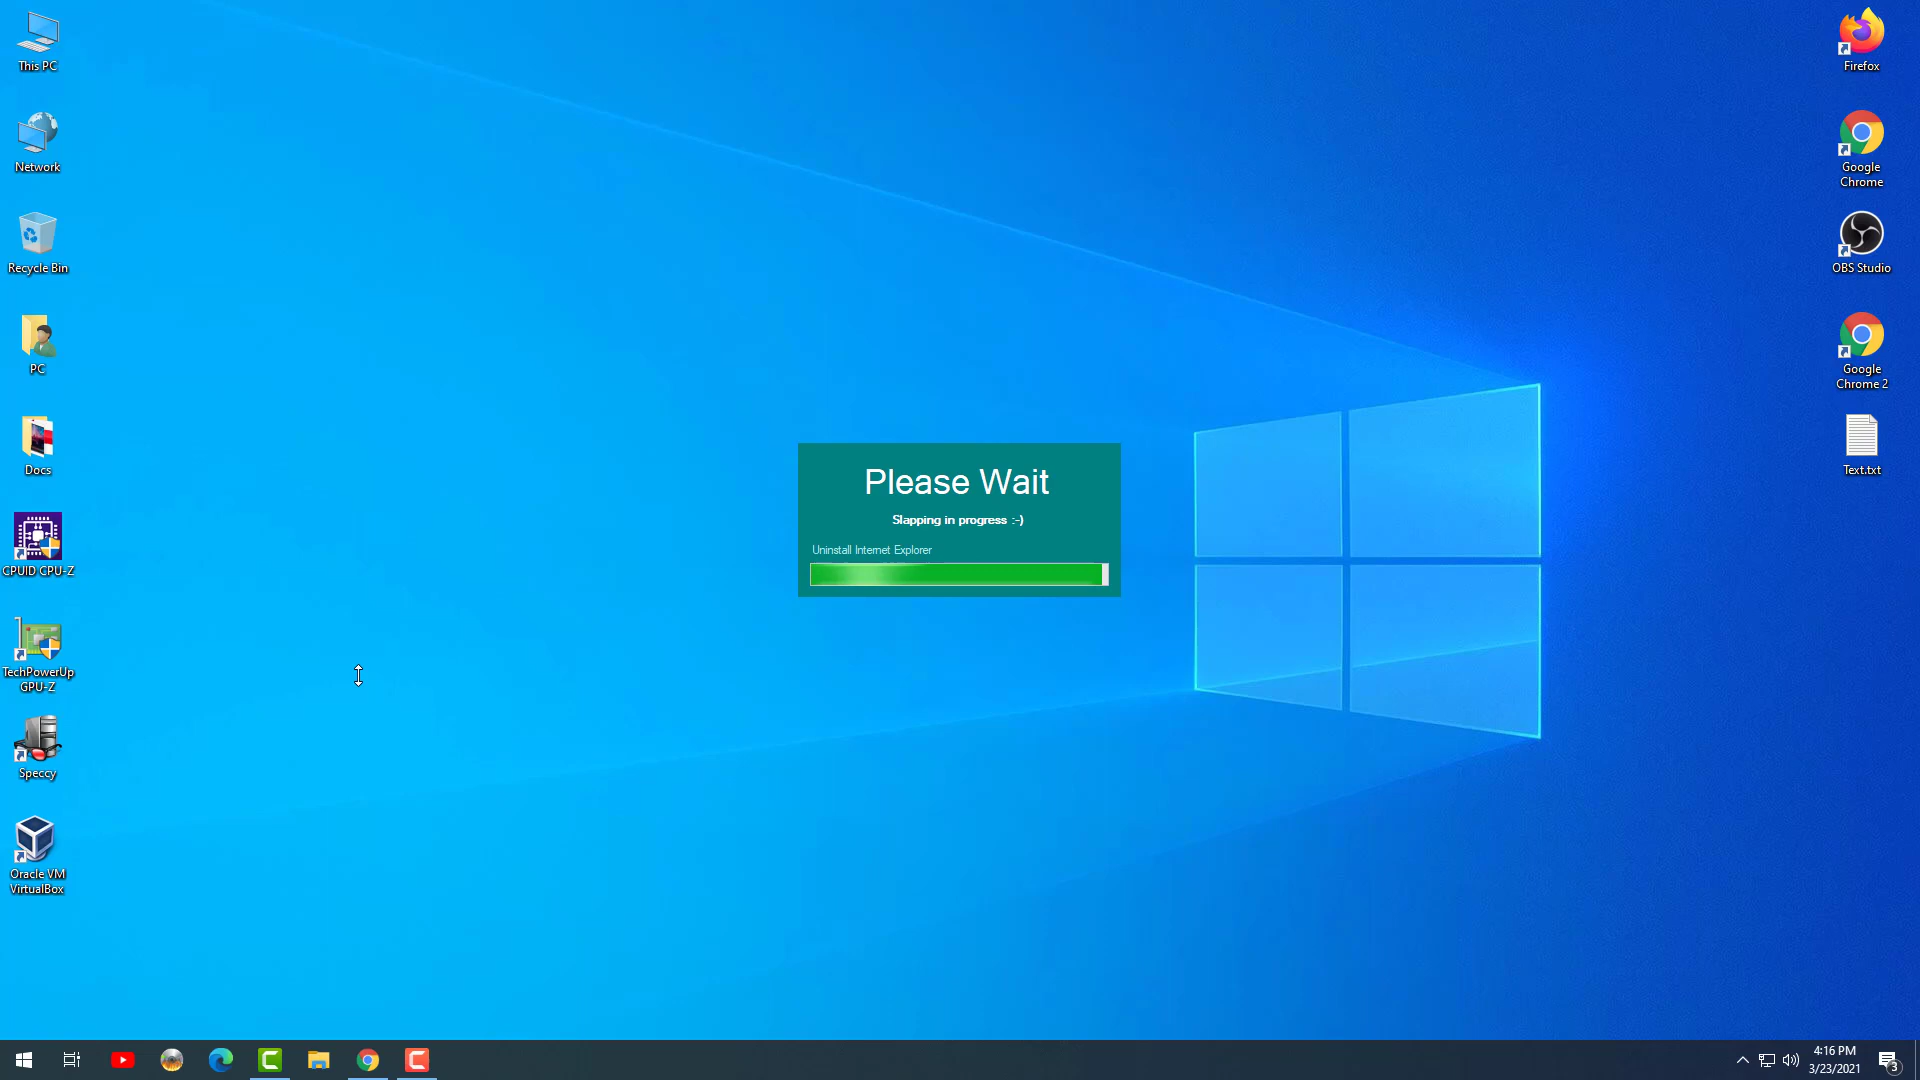 This PC
Network
Recycle Bin
PC
Docs
CPUID CPU-Z
TechPowerUp
GPU-Z
Speccy
Oracle VM
VirtualBox
Please Wait
Slapping in progress :-)
Uninstall Internet Explorer
Firefox
Google
Chrome
OBS Studio
Google
Chrome 2
Text.txt
4:16 PM
3/23/2021
3